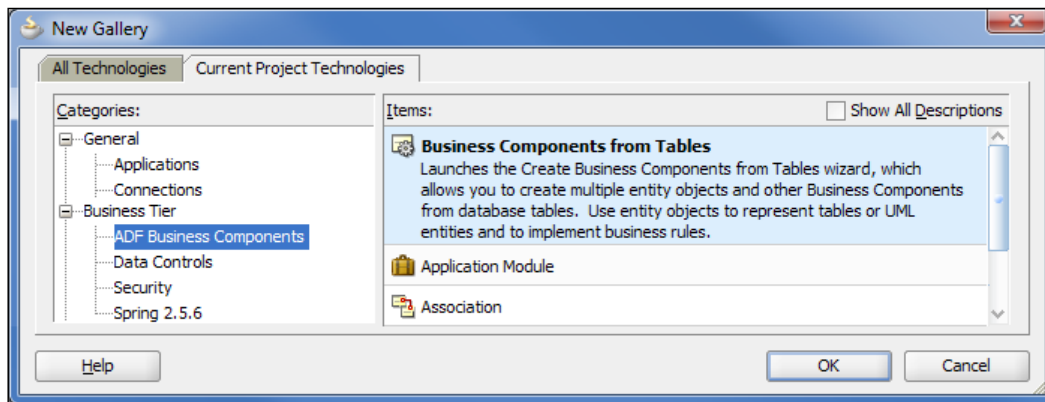 New Gallery
All Technologies
Current Project Technologies
Categories:
Items:
Show All Descriptions
General
Applications
Connections
Business Tier
ADF Business Components
Data Controls
Security
Spring 2.5.6
Business Components from Tables
Launches the Create Business Components from Tables wizard, which
allows you to create multiple entity objects and other Business Components
from database tables. Use entity objects to represent tables or UML
entities and to implement business rules.
Application Module
Association
Help
OK
Cancel